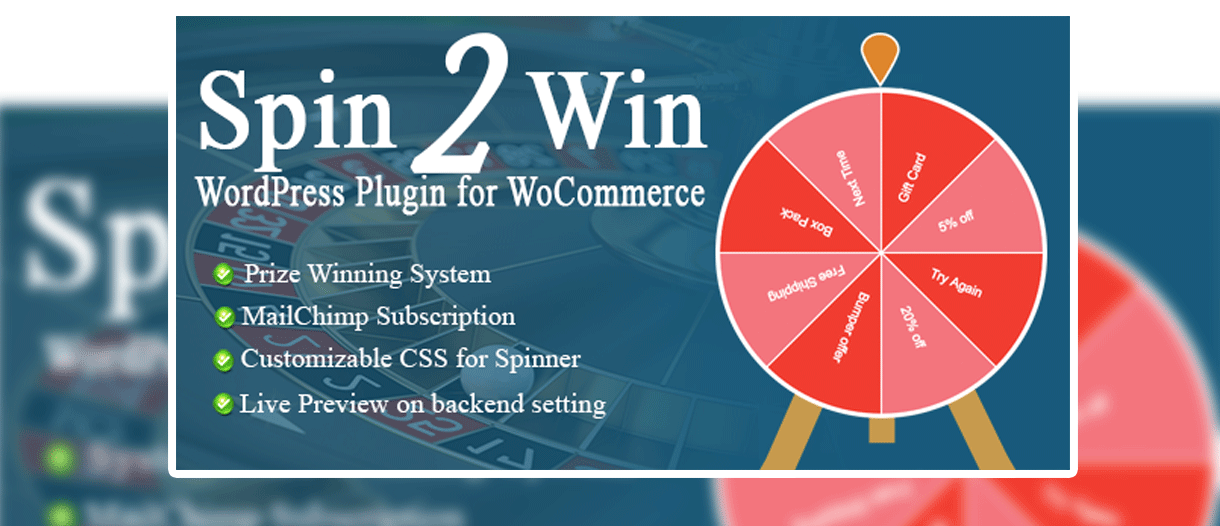 Spin 2 Win
WordPress Plugin for WoCommerce
Prize Winning System
MailChimp Subscription
Customizable CSS for Spinner
Live Preview on backend setting
Next Time
Gift Card
5% off
Try Again
20% off
Bumper offer
Free Shipping
Box Pack